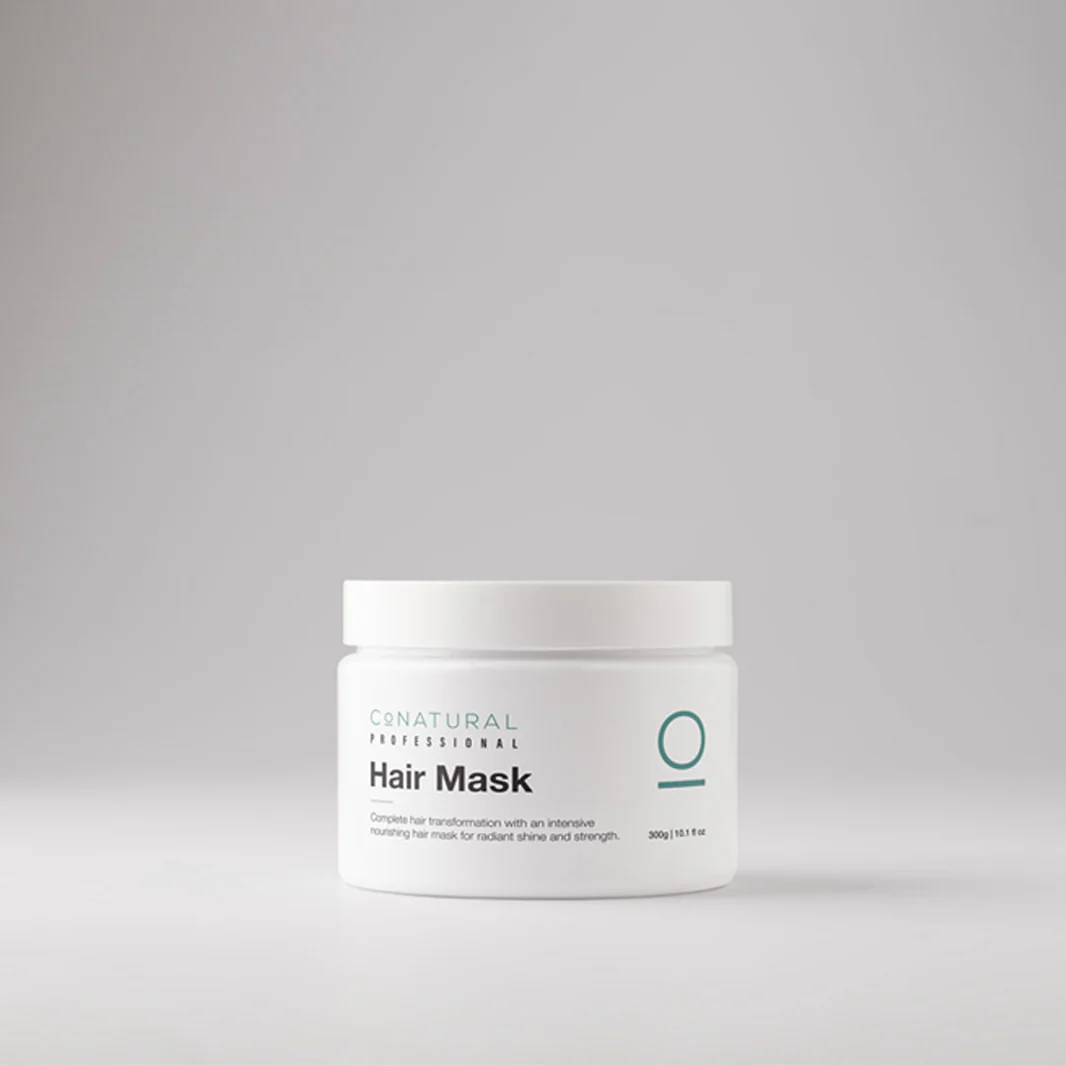 CoNATURAL
PROFESSIONAL
Hair Mask
Complete hair transformation with an intensive
nourishing hair mask for radiant shine and strength.
300g | 10.1 fl oz